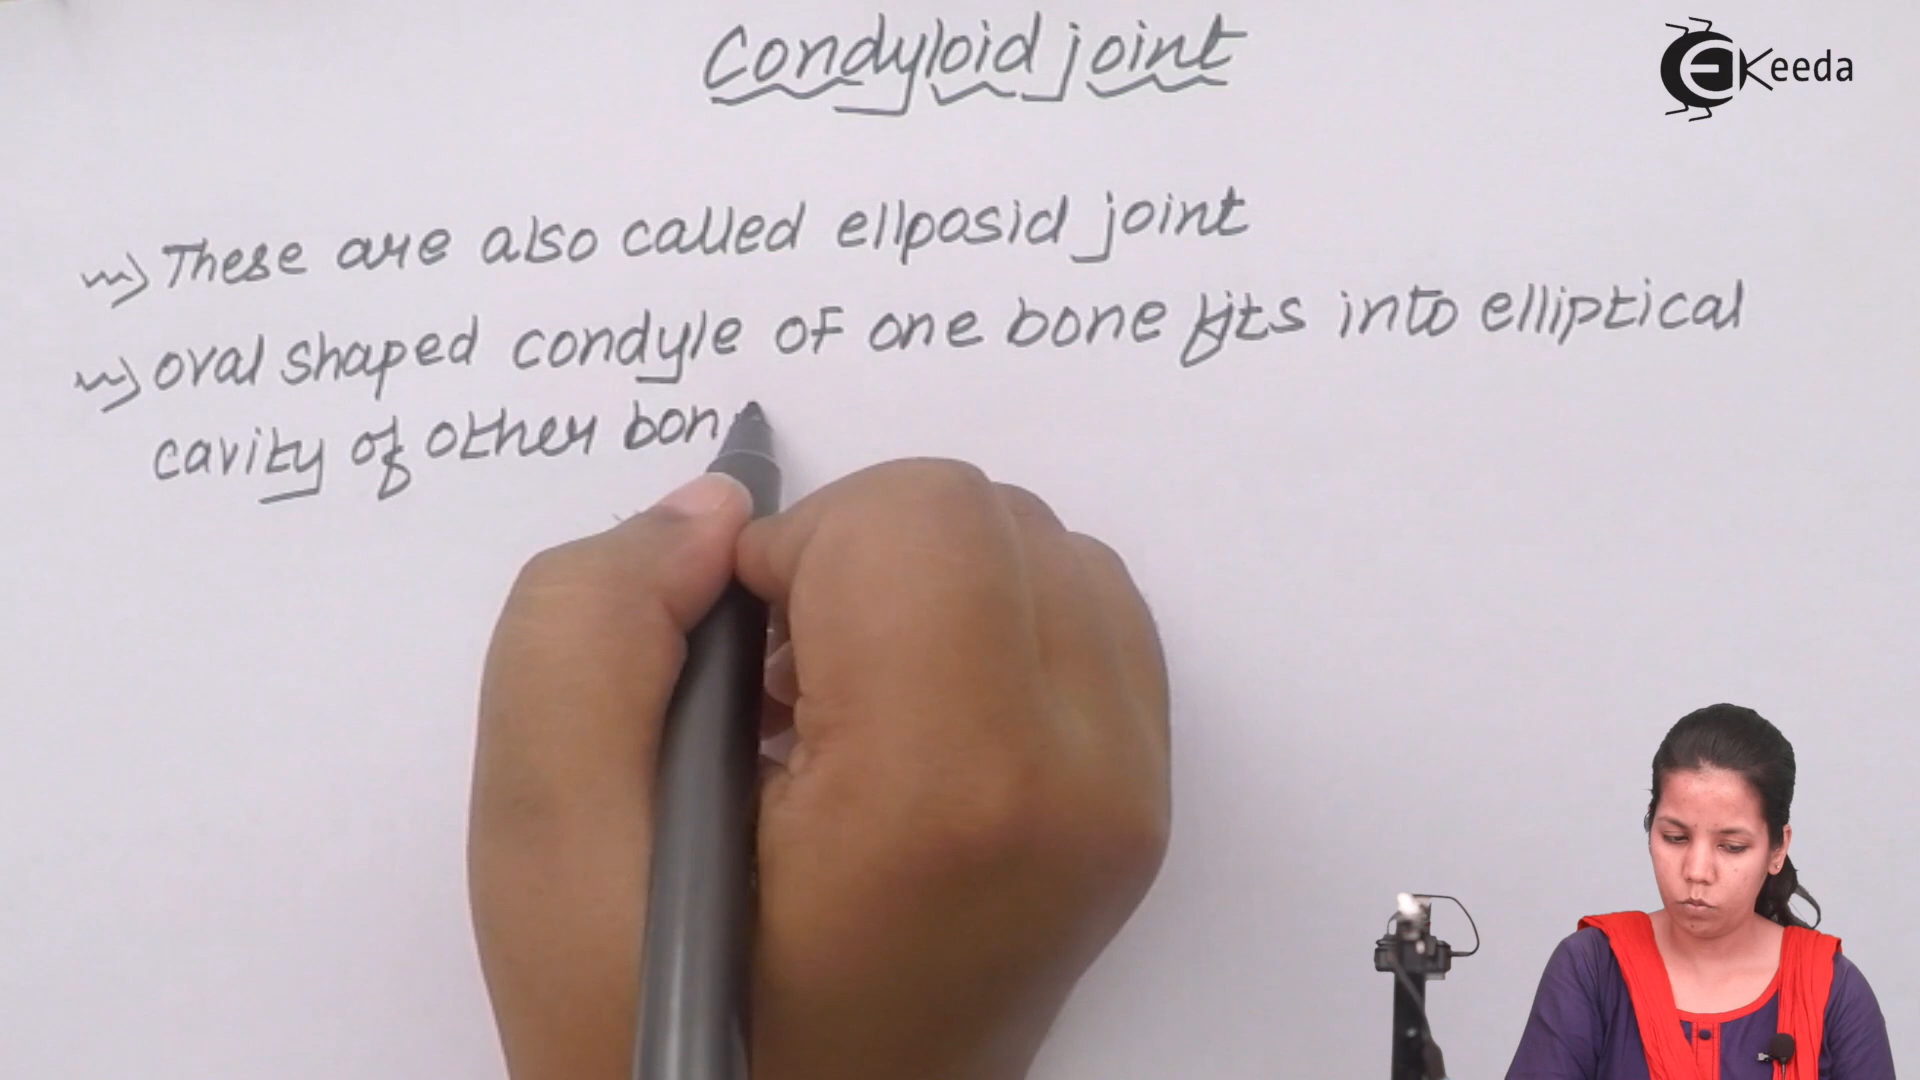 Condyloid joint
EKeeda
These are also called ellposid joint
oval shaped condyle of one bone fits into elliptical
cavity of other bon